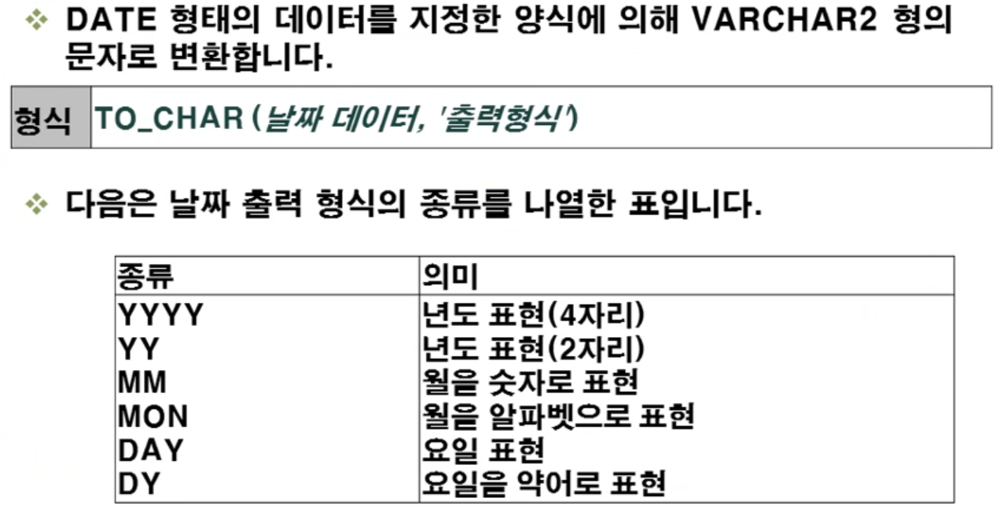 ❖ DATE 형태의 데이터를 지정한 양식에 의해 VARCHAR2 형의
문자로 변환합니다.
형식 TO_CHAR (날짜 데이터, '출력형식')
❖ 다음은 날짜 출력 형식의 종류를 나열한 표입니다.
종류 의미
YYYY 년도 표현(4자리)
YY 년도 표현(2자리)
MM 월을 숫자로 표현
MON 월을 알파벳으로 표현
DAY 요일 표현
DY 요일을 약어로 표현